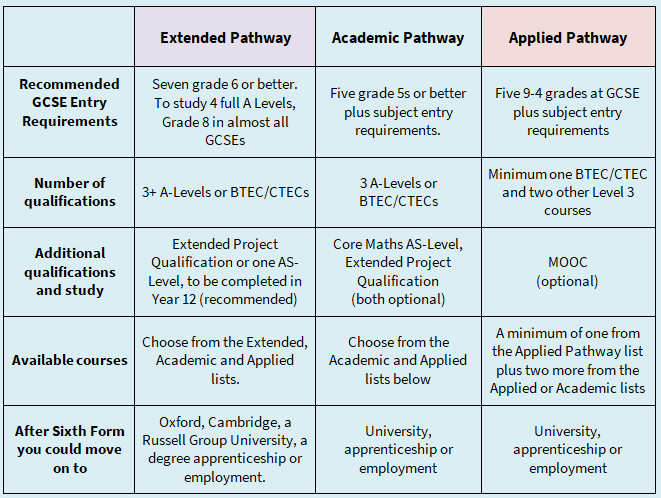 Extended Pathway
Academic Pathway
Applied Pathway
Recommended
GCSE Entry
Requirements
Seven grade 6 or better.
To study 4 full A Levels,
Grade 8 in almost all
GCSEs
Five grade 5s or better
plus subject entry
requirements.
Five 9-4 grades at GCSE
plus subject entry
requirements
Number of
qualifications
3+ A-Levels or BTEC/CTECs
3 A-Levels or
BTEC/CTECs
Minimum one BTEC/CTEC
and two other Level 3
courses
Additional
qualifications
and study
Extended Project
Qualification or one AS-
Level, to be completed in
Year 12 (recommended)
Core Maths AS-Level,
Extended Project
Qualification
(both optional)
MOOC
(optional)
Available courses
Choose from the Extended,
Academic and Applied
lists.
Choose from the
Academic and Applied
lists below
A minimum of one from
the Applied Pathway list
plus two more from the
Applied or Academic lists
After Sixth Form
you could move
on to
Oxford, Cambridge, a
Russell Group University, a
degree apprenticeship or
employment.
University,
apprenticeship or
employment
University,
apprenticeship or
employment